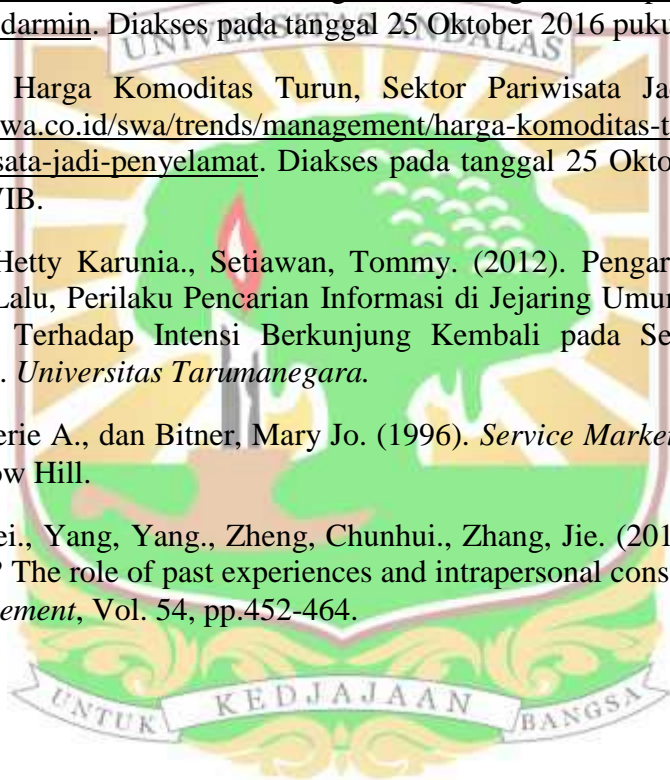 darmin. Diakses pada tanggal 25 Oktober 2016 puku
UNIVERSITAS ANDALAS
Harga Komoditas Turun, Sektor Pariwisata Ja
wa.co.id/swa/trends/management/harga-komoditas-t
sata-jadi-penyelamat. Diakses pada tanggal 25 Okto
VIB.
Hetty Karunia., Setiawan, Tommy. (2012). Pengar
Lalu, Perilaku Pencarian Informasi di Jejaring Umu
Terhadap Intensi Berkunjung Kembali pada Se
. Universitas Tarumanegara.
erie A., dan Bitner, Mary Jo. (1996). Service Marke
ow Hill.
ei., Yang, Yang., Zheng, Chunhui., Zhang, Jie. (201
? The role of past experiences and intrapersonal cons
ement, Vol. 54, pp.452-464.
UNTUK KEDJAJAAN BANGSA